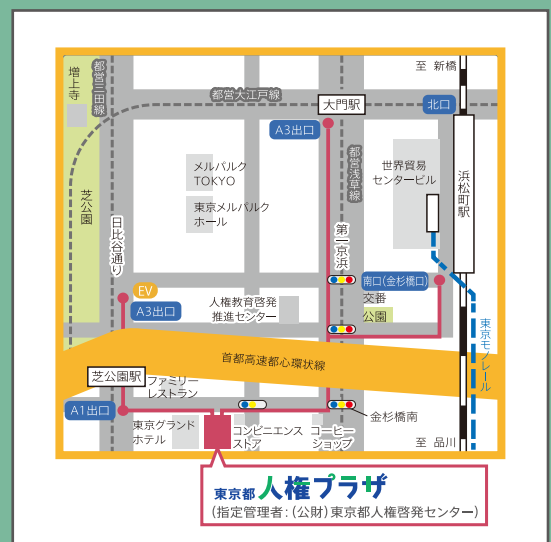 至 新橋
増上寺
都営三田線
都営大江戸線
大門駅
北口
A3出口
メルパルク
TOKYO
都営浅草線
世界貿易
センタービル
浜松町駅
芝公園
東京メルパルク
ホール
日比谷通り
第一京浜
EV
A3出口
南口(金杉橋口)
人権教育啓発
推進センター
交番
公園
東京モノレール
首都高速都心環状線
芝公園駅
ファミリー
レストラン
A1出口
金杉橋南
東京グランド
ホテル
コンビニエンス
ストア
コーヒー
ショップ
至 品川
東京都 人権プラザ
(指定管理者:(公財)東京都人権啓発センター)